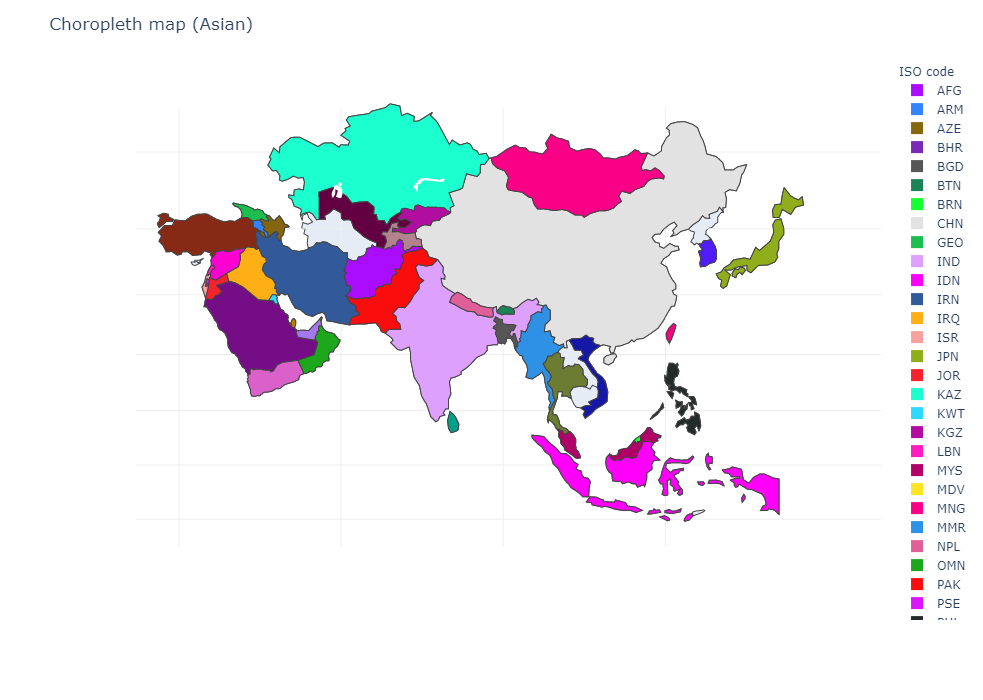 Choropleth map (Asian)
ISO code
AFG
ARM
AZE
BHR
BGD
BTN
BRN
CHN
GEO
IND
IDN
IRN
IRQ
ISR
JPN
JOR
KAZ
KWT
KGZ
LBN
MYS
MDV
MNG
MMR
NPL
OMN
PAK
PSE